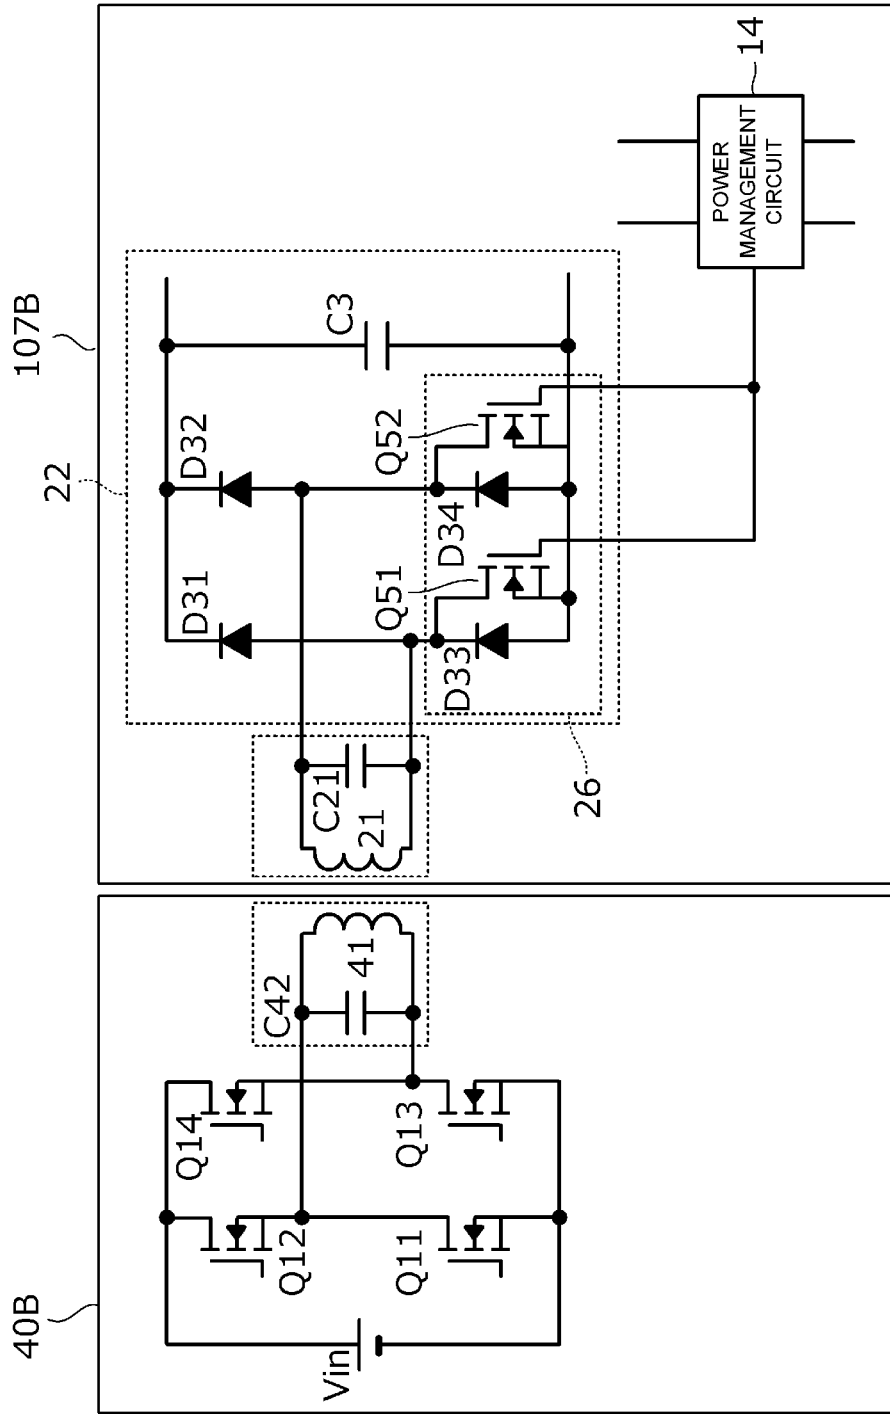 40B
Vin
Q12
Q14
Q11
Q13
C42
41
107B
22
D31
D32
C3
C21
21
Q51
Q52
D33
D34
26
POWER
MANAGEMENT
CIRCUIT
14